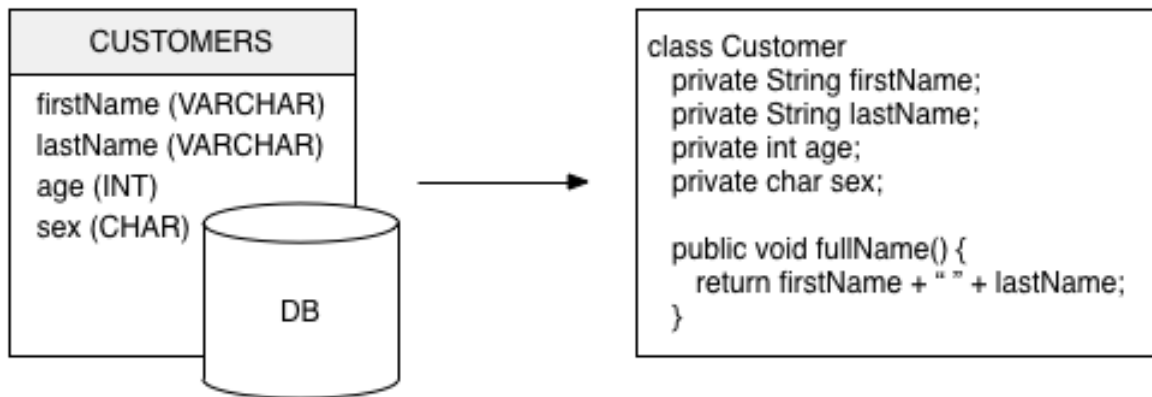 CUSTOMERS
firstName (VARCHAR)
lastName (VARCHAR)
age (INT)
sex (CHAR)
DB
class Customer
private String firstName;
private String lastName;
private int age;
private char sex;
public void fullName() {
return firstName + “ ” + lastName;
}